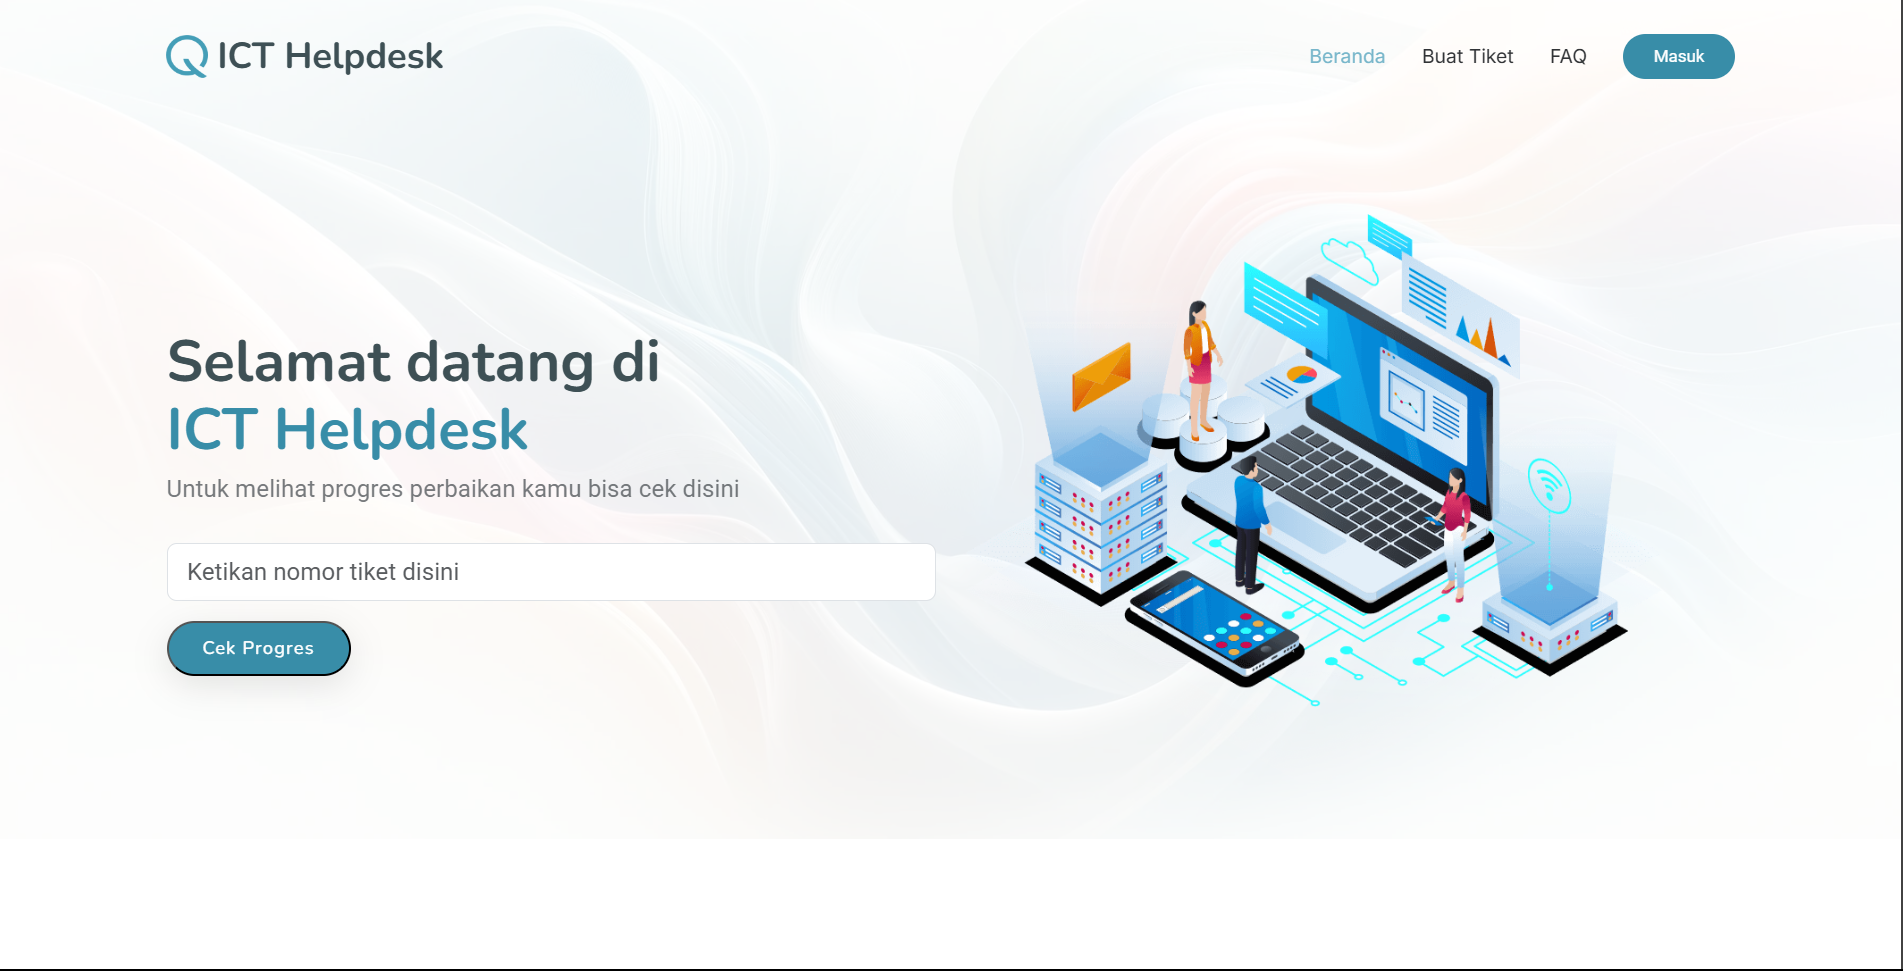 ICT Helpdesk
Beranda
Buat Tiket
FAQ
Masuk
Selamat datang di
ICT Helpdesk
Untuk melihat progres perbaikan kamu bisa cek disini
Ketikan nomor tiket disini
Cek Progres